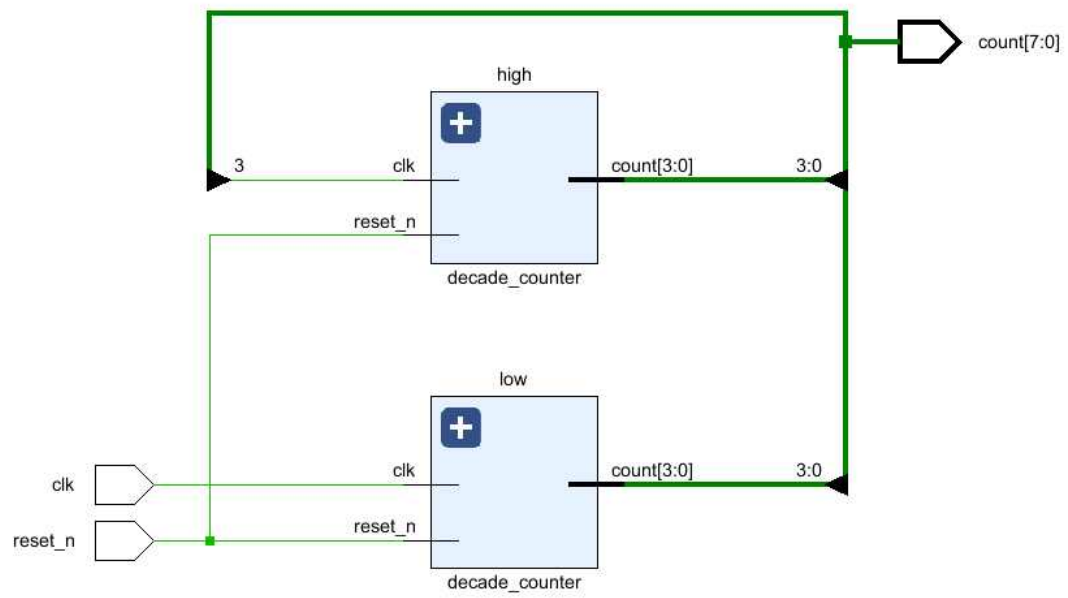 count[7:0]
high
3
clk
count[3:0]
3:0
reset_n
decade_counter
low
clk
clk
count[3:0]
3:0
reset_n
reset_n
decade_counter